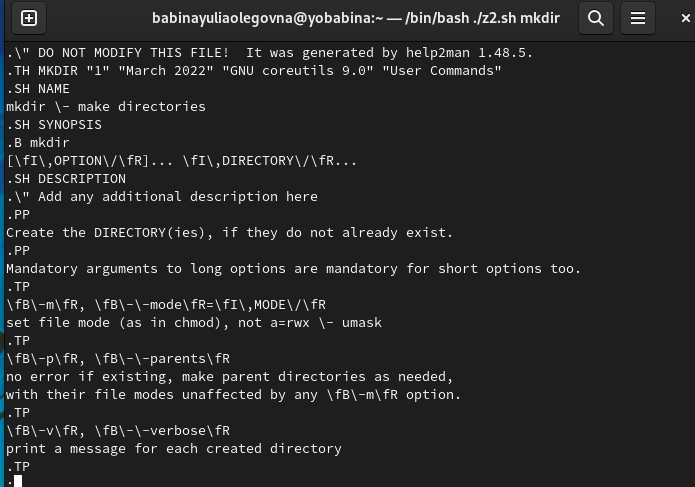 babinayuliaolegovna@yobabina:~ — /bin/bash ./z2.sh mkdir
.\" DO NOT MODIFY THIS FILE!  It was generated by help2man 1.48.5.
.TH MKDIR "1" "March 2022" "GNU coreutils 9.0" "User Commands"
.SH NAME
mkdir \- make directories
.SH SYNOPSIS
.B mkdir
[\fI\,OPTION\/\fR]... \fI\,DIRECTORY\/\fR...
.SH DESCRIPTION
.\" Add any additional description here
.PP
Create the DIRECTORY(ies), if they do not already exist.
.PP
Mandatory arguments to long options are mandatory for short options too.
.TP
\fB\-m\fR, \fB\-\-mode\fR=\fI\,MODE\/\fR
set file mode (as in chmod), not a=rwx \- umask
.TP
\fB\-p\fR, \fB\-\-parents\fR
no error if existing, make parent directories as needed,
with their file modes unaffected by any \fB\-m\fR option.
.TP
\fB\-v\fR, \fB\-\-verbose\fR
print a message for each created directory
.TP
: